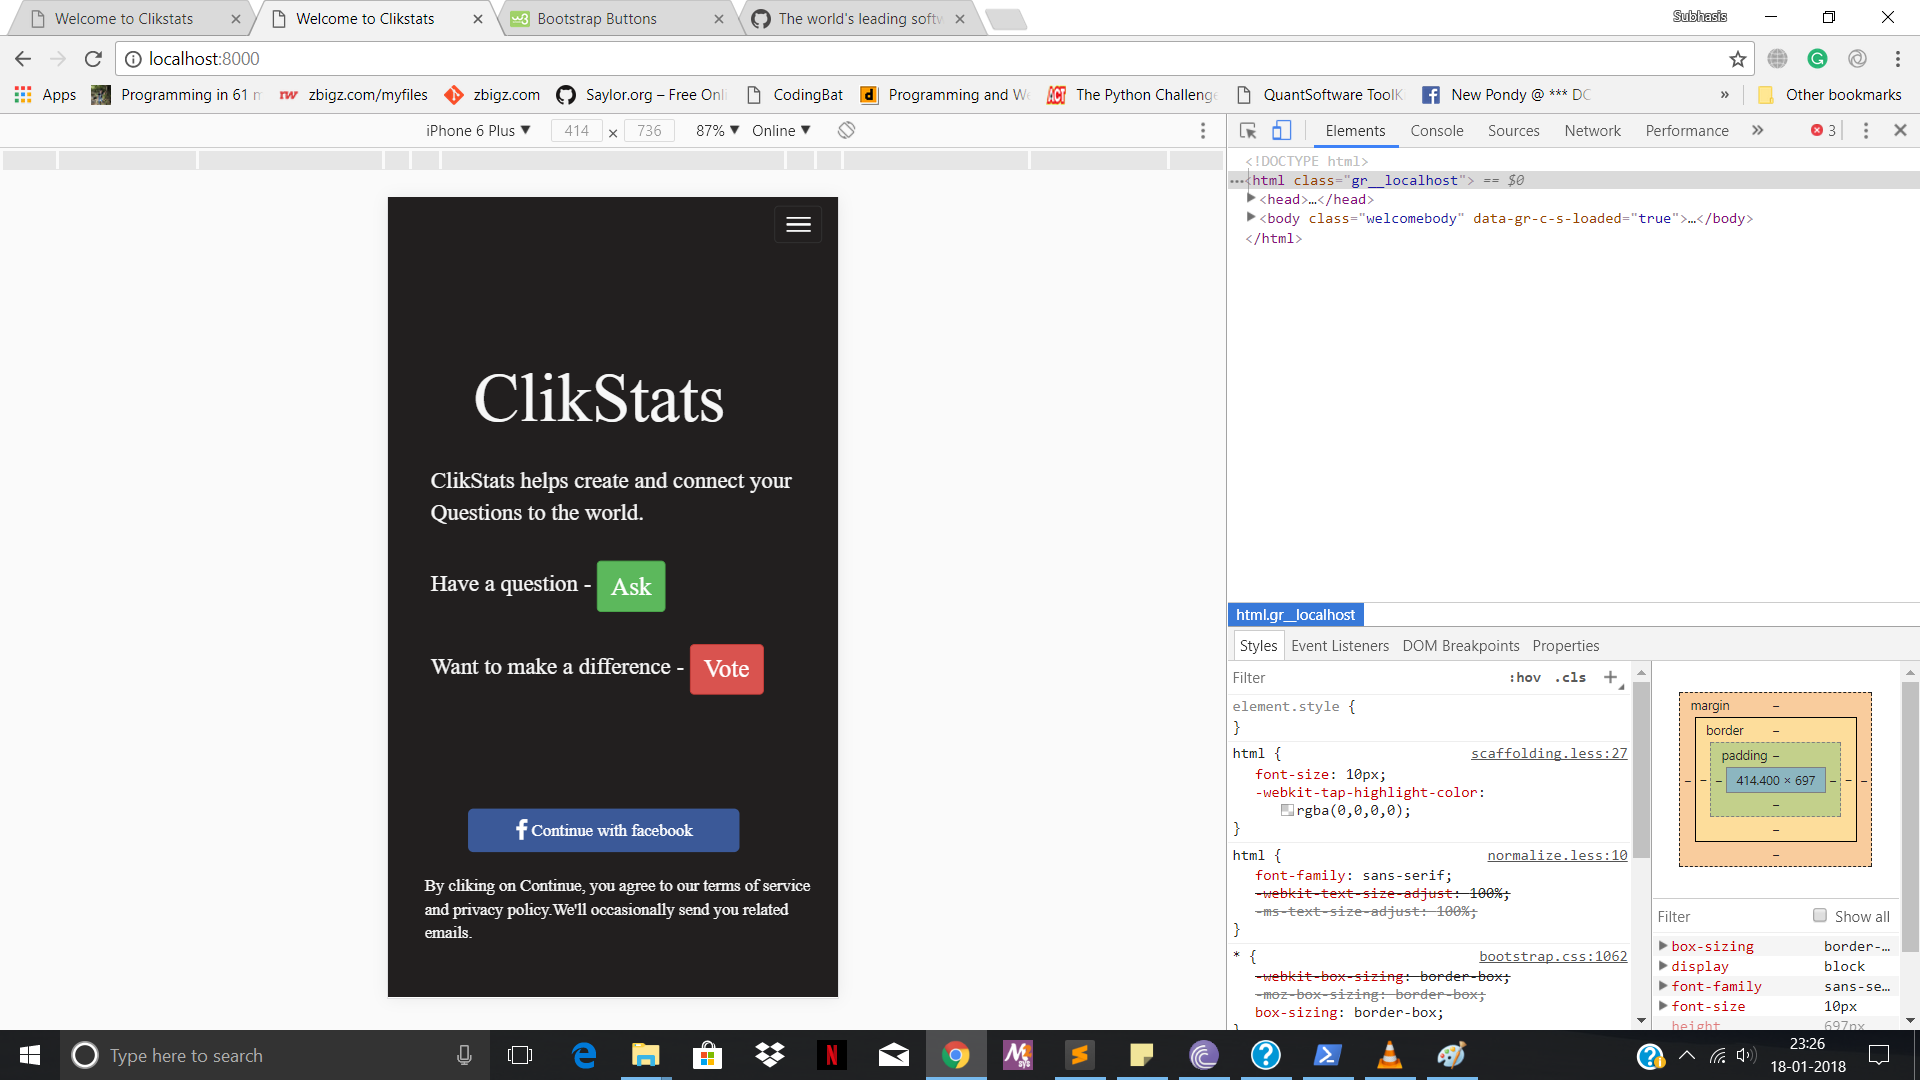 Welcome to Clikstats
Welcome to Clikstats
Bootstrap Buttons
The world's leading softw
Subhasis
localhost:8000
Apps
Programming in 61 m
rw zbigz.com/myfiles
zbigz.com
Saylor.org – Free Onli
CodingBat
d Programming and We
The Python Challenge
QuantSoftware ToolKi
New Pondy @ *** DC
»
Other bookmarks
iPhone 6 Plus ▼ 414 × 736 87% ▼ Online ▼
Elements Console Sources Network Performance » 3
<!DOCTYPE html>
•••<html class="gr__localhost"> == $0
<head>…</head>
<body class="welcomebody" data-gr-c-s-loaded="true">…</body>
</html>
ClikStats
ClikStats helps create and connect your
Questions to the world.
Have a question - Ask
Want to make a difference - Vote
f Continue with facebook
By cliking on Continue, you agree to our terms of service
and privacy policy.We'll occasionally send you related
emails.
html.gr__localhost
Styles Event Listeners DOM Breakpoints Properties
Filter :hov .cls +
element.style {
}
html { scaffolding.less:27
font-size: 10px;
-webkit-tap-highlight-color:
rgba(0,0,0,0);
}
html { normalize.less:10
font-family: sans-serif;
-webkit-text-size-adjust: 100%;
-ms-text-size-adjust: 100%;
}
* { bootstrap.css:1062
-webkit-box-sizing: border-box;
-moz-box-sizing: border-box;
box-sizing: border-box;
}
margin –
border –
padding –
– – – 414.400 × 697 – – –
–
–
–
Filter Show all
box-sizing border-…
display block
font-family sans-se…
font-size 10px
height 697px
Type here to search
23:26
18-01-2018